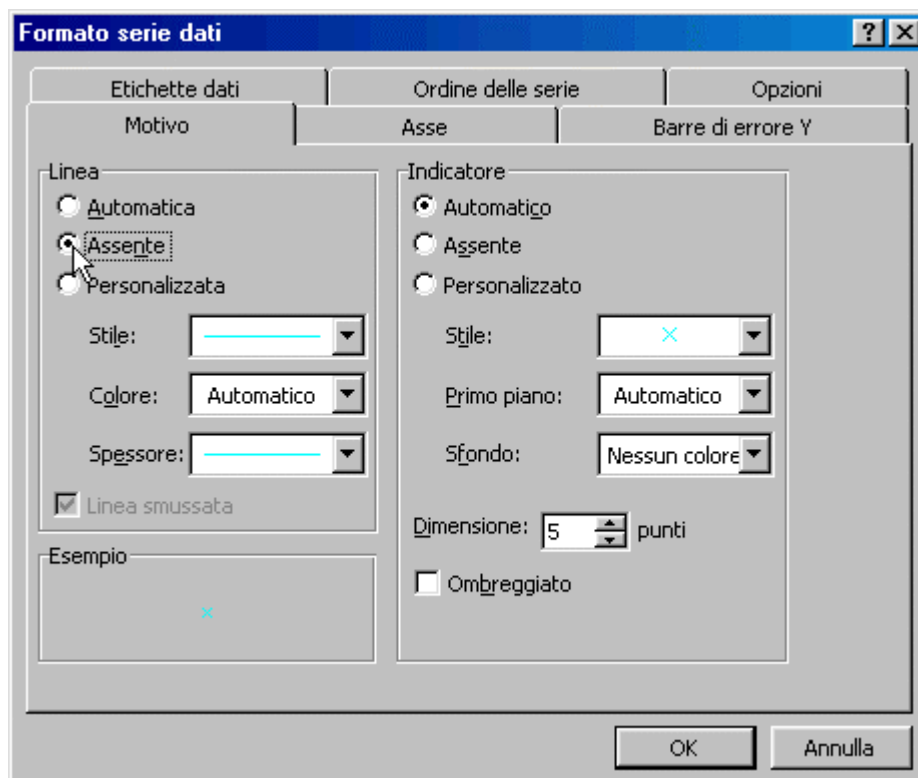 Formato serie dati
Etichette dati Ordine delle serie Opzioni
Motivo Asse Barre di errore Y
Linea
Automatica
Assente
Personalizzata
Stile:
Colore: Automatico
Spessore:
Linea smussata
Esempio
Indicatore
Automatico
Assente
Personalizzato
Stile:
Primo piano: Automatico
Sfondo: Nessun colore
Dimensione: 5 punti
Ombreggiato
OK Annulla